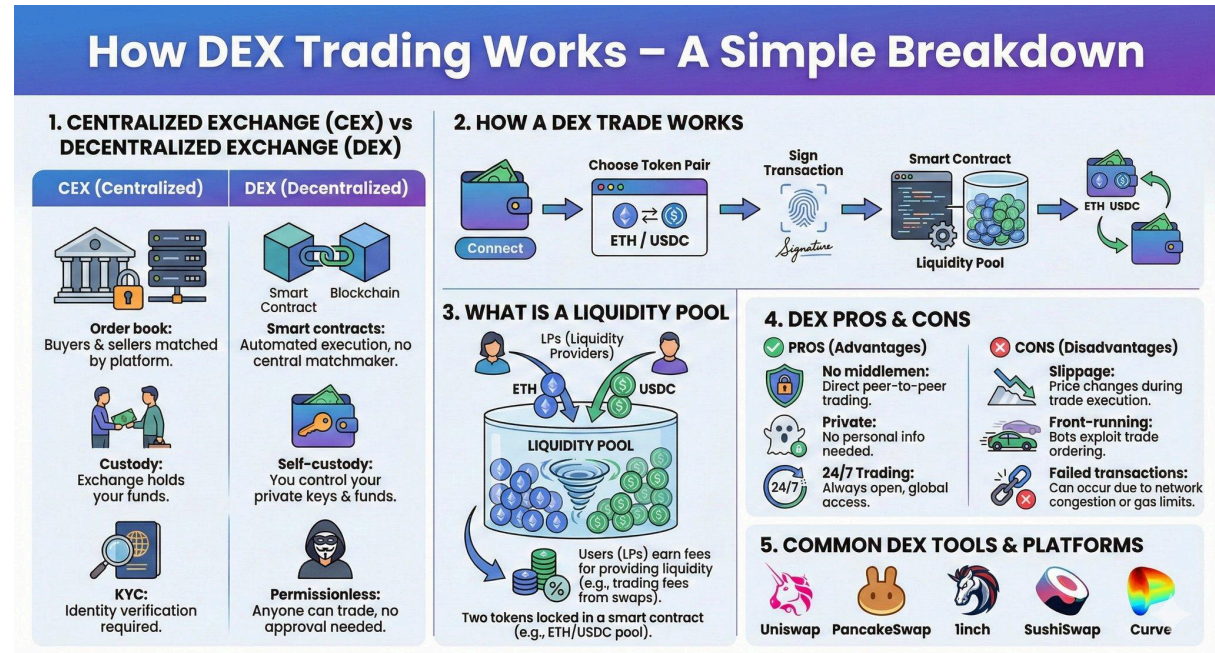 How DEX Trading Works – A Simple Breakdown
1. CENTRALIZED EXCHANGE (CEX) vs
DECENTRALIZED EXCHANGE (DEX)
CEX (Centralized)
DEX (Decentralized)
Smart
Contract
Blockchain
Order book:
Buyers & sellers matched
by platform.
Smart contracts:
Automated execution, no
central matchmaker.
Custody:
Exchange holds
your funds.
Self-custody:
You control your
private keys & funds.
KYC:
Identity verification
required.
Permissionless:
Anyone can trade, no
approval needed.
2. HOW A DEX TRADE WORKS
Connect
Choose Token Pair
ETH / USDC
Sign
Transaction
Signature
Smart Contract
Liquidity Pool
ETH USDC
3. WHAT IS A LIQUIDITY POOL
LPs (Liquidity
Providers)
ETH
USDC
LIQUIDITY POOL
%
Users (LPs) earn fees
for providing liquidity
(e.g., trading fees
from swaps).
Two tokens locked in a smart contract
(e.g., ETH/USDC pool).
4. DEX PROS & CONS
PROS (Advantages)
No middlemen:
Direct peer-to-peer
trading.
Private:
No personal info
needed.
24/7
24/7 Trading:
Always open, global
access.
CONS (Disadvantages)
Slippage:
Price changes during
trade execution.
Front-running:
Bots exploit trade
ordering.
Failed transactions:
Can occur due to network
congestion or gas limits.
5. COMMON DEX TOOLS & PLATFORMS
Uniswap
PancakeSwap
1inch
SushiSwap
Curve